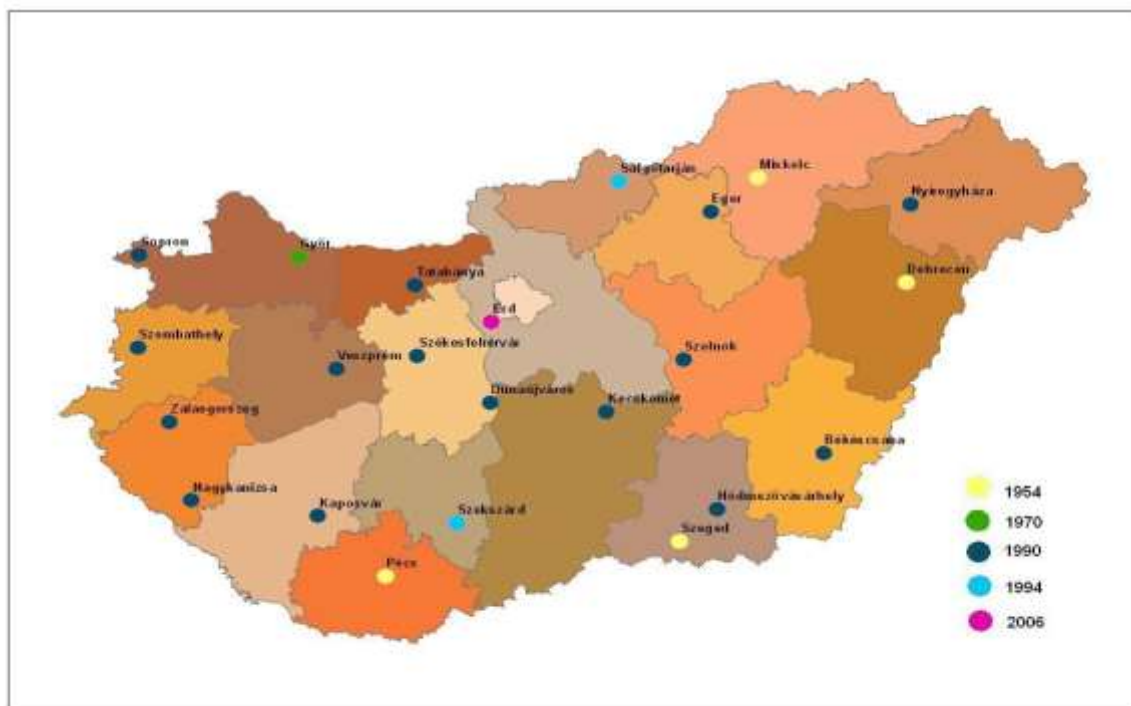 Salgótarján
Miskolc
Eger
Nyíregyháza
Sopron
Győr
Debrecen
Tatabánya
Érd
Szombathely
Veszprém
Székesfehérvár
Szolnok
Dunaújváros
Kecskemét
Zalaegerszeg
Békéscsaba
Nagykanizsa
Kaposvár
Szekszárd
Hódmezővásárhely
Szeged
Pécs
1954
1970
1990
1994
2006